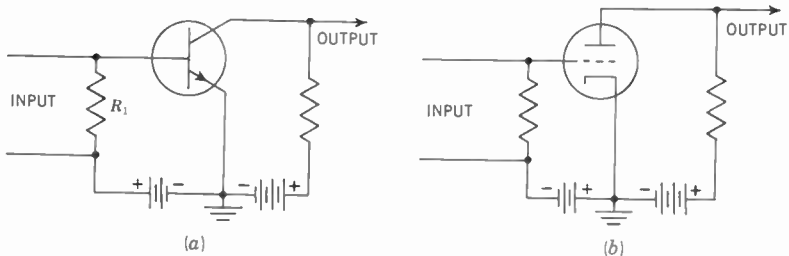 OUTPUT
INPUT
R₁
+ - - +
(a)
OUTPUT
INPUT
- + - +
(b)